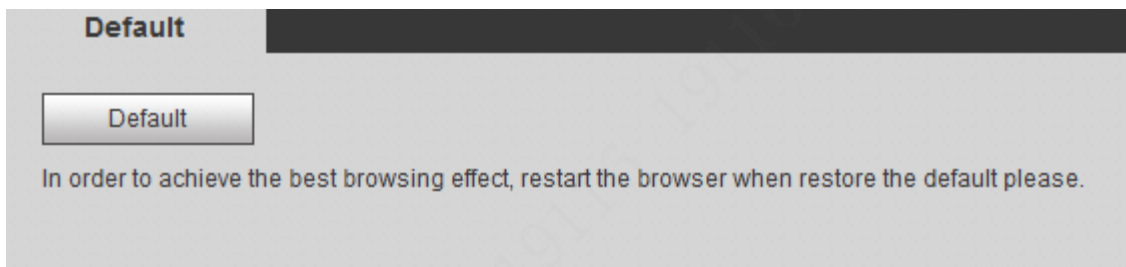 Default
Default
In order to achieve the best browsing effect, restart the browser when restore the default please.